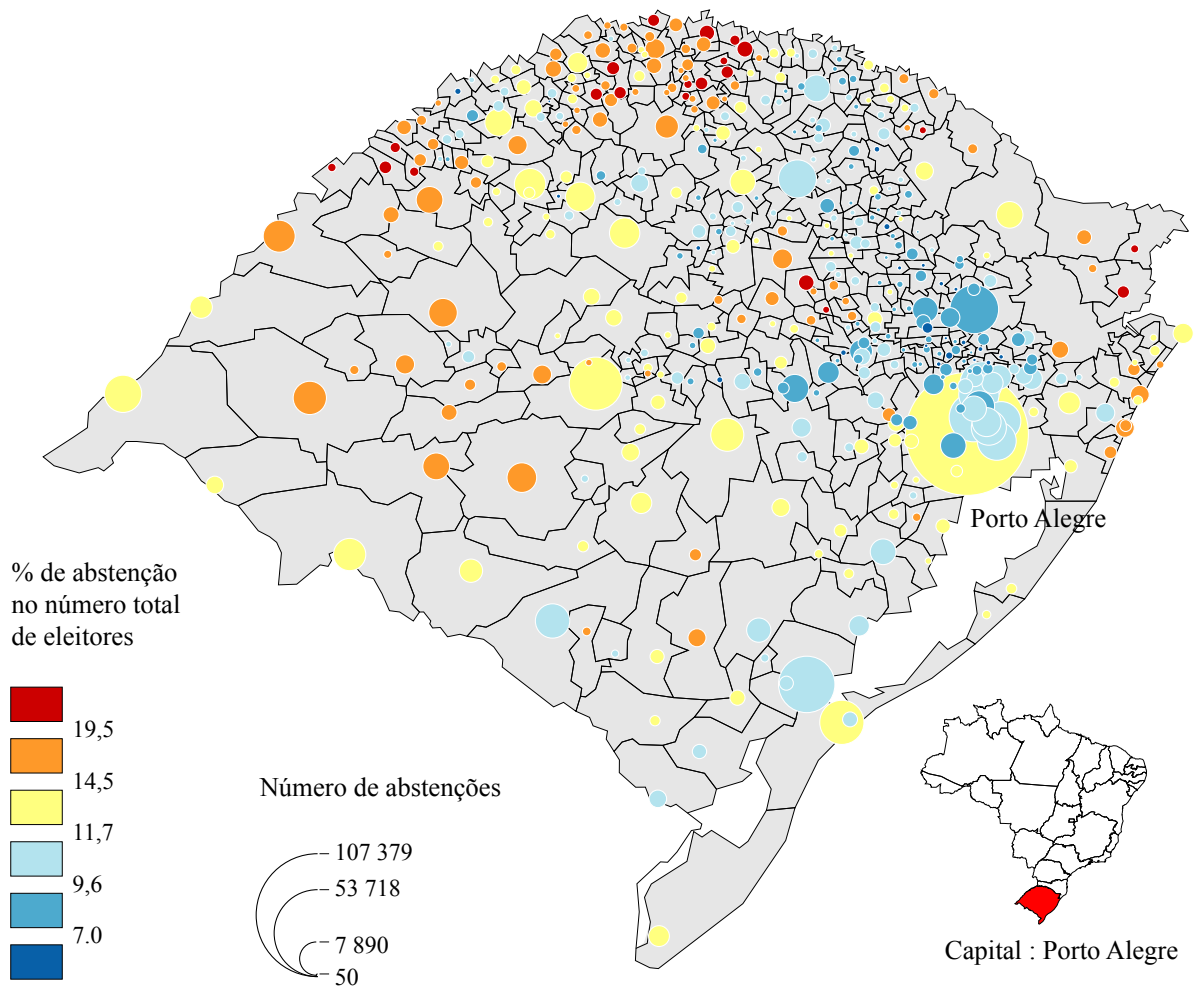 Porto Alegre
% de abstenção
no número total
de eleitores
19,5
14,5
11,7
9,6
7.0
Número de abstenções
107 379
53 718
7 890
50
Capital : Porto Alegre